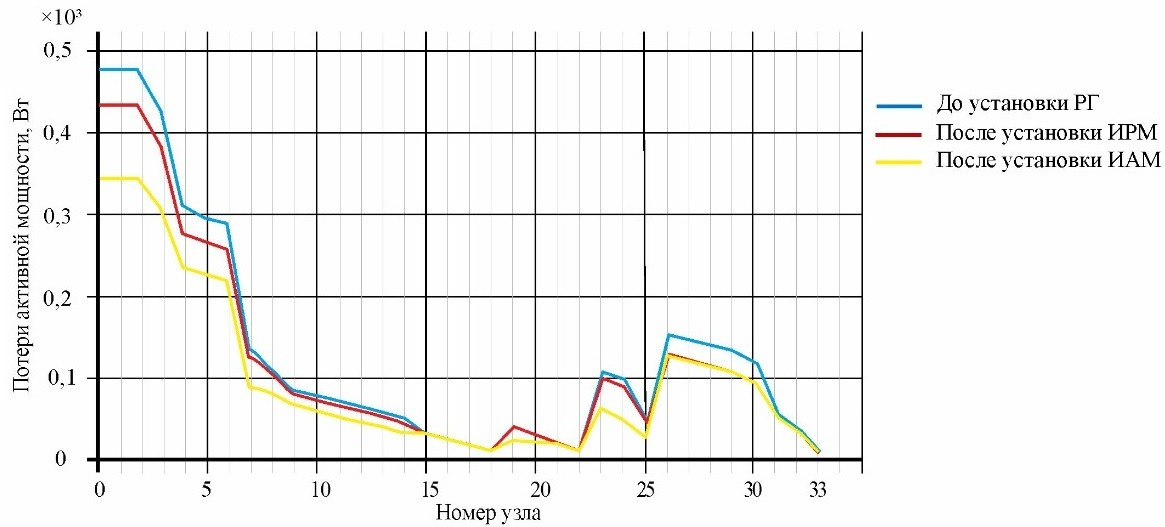 ×10³
0,5
0,4
0,3
0,2
0,1
0
Потери активной мощности, Вт
0 5 10 15 20 25 30 33
Номер узла
До установки РГ
После установки ИРМ
После установки ИАМ